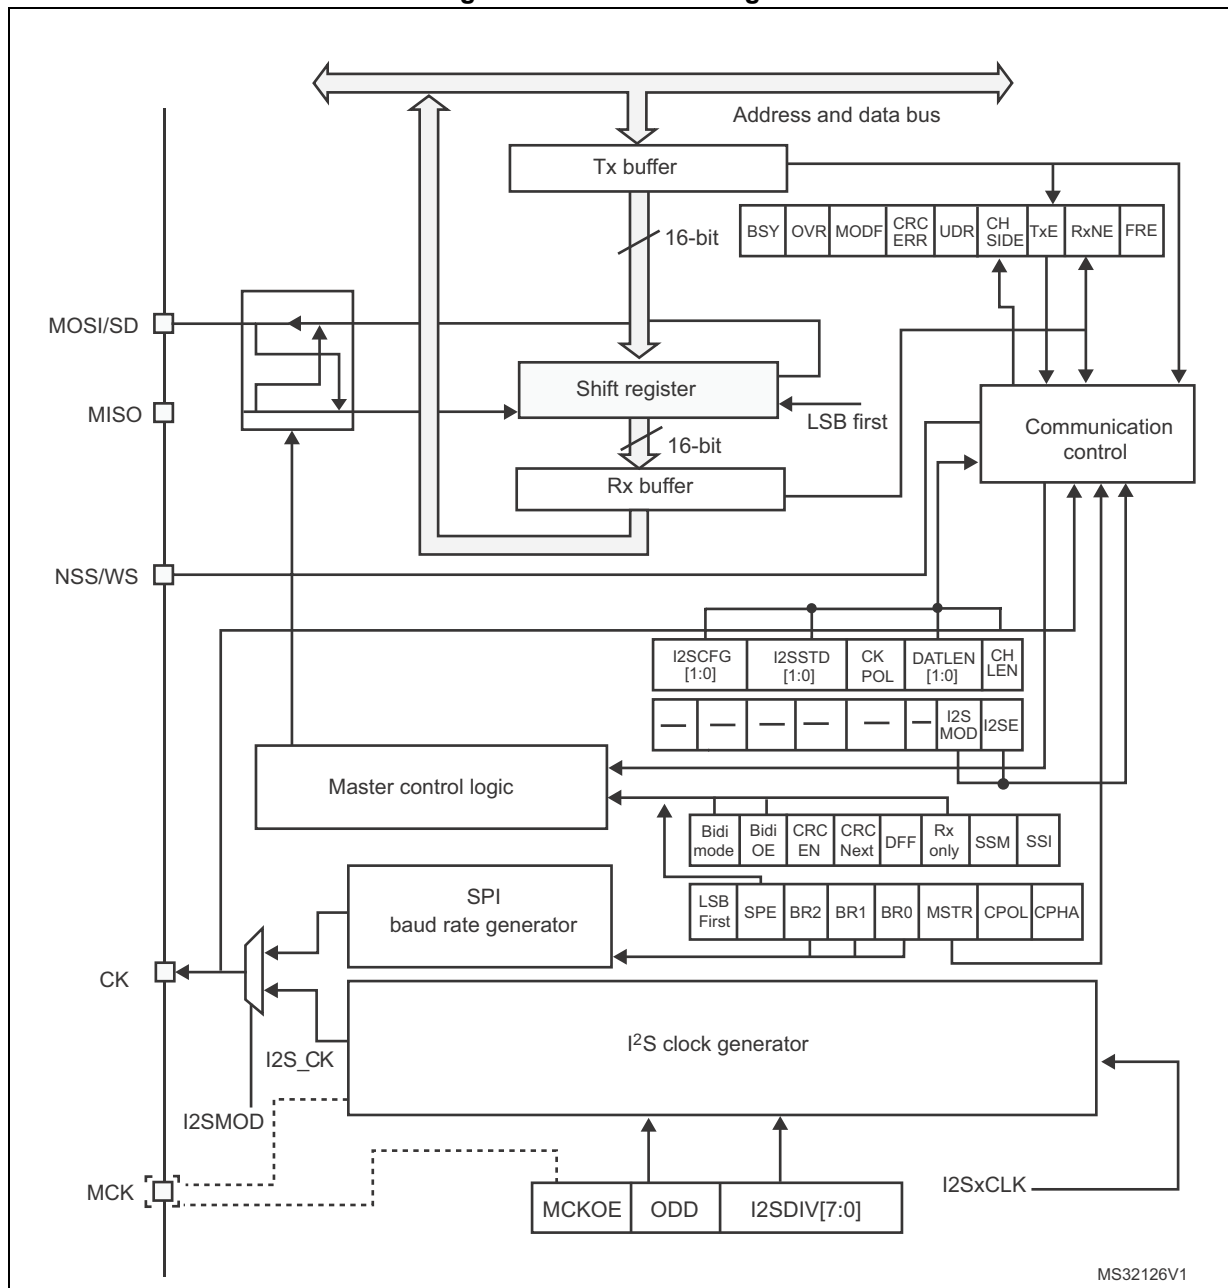 Address and data bus
Tx buffer
16-bit
BSY OVR MODF CRC ERR UDR CH SIDE TxE RxNE FRE
MOSI/SD
Shift register
MISO
LSB first
Communication control
16-bit
Rx buffer
NSS/WS
I2SCFG [1:0] I2SSTD [1:0] CK POL DATLEN [1:0] CH LEN
— — — — — — I2S MOD I2SE
Master control logic
Bidi mode Bidi OE CRC EN CRC Next DFF Rx only SSM SSI
LSB First SPE BR2 BR1 BR0 MSTR CPOL CPHA
SPI
baud rate generator
CK
I2S_CK
I²S clock generator
I2SMOD
MCK
I2SxCLK
MCKOE ODD I2SDIV[7:0]
MS32126V1